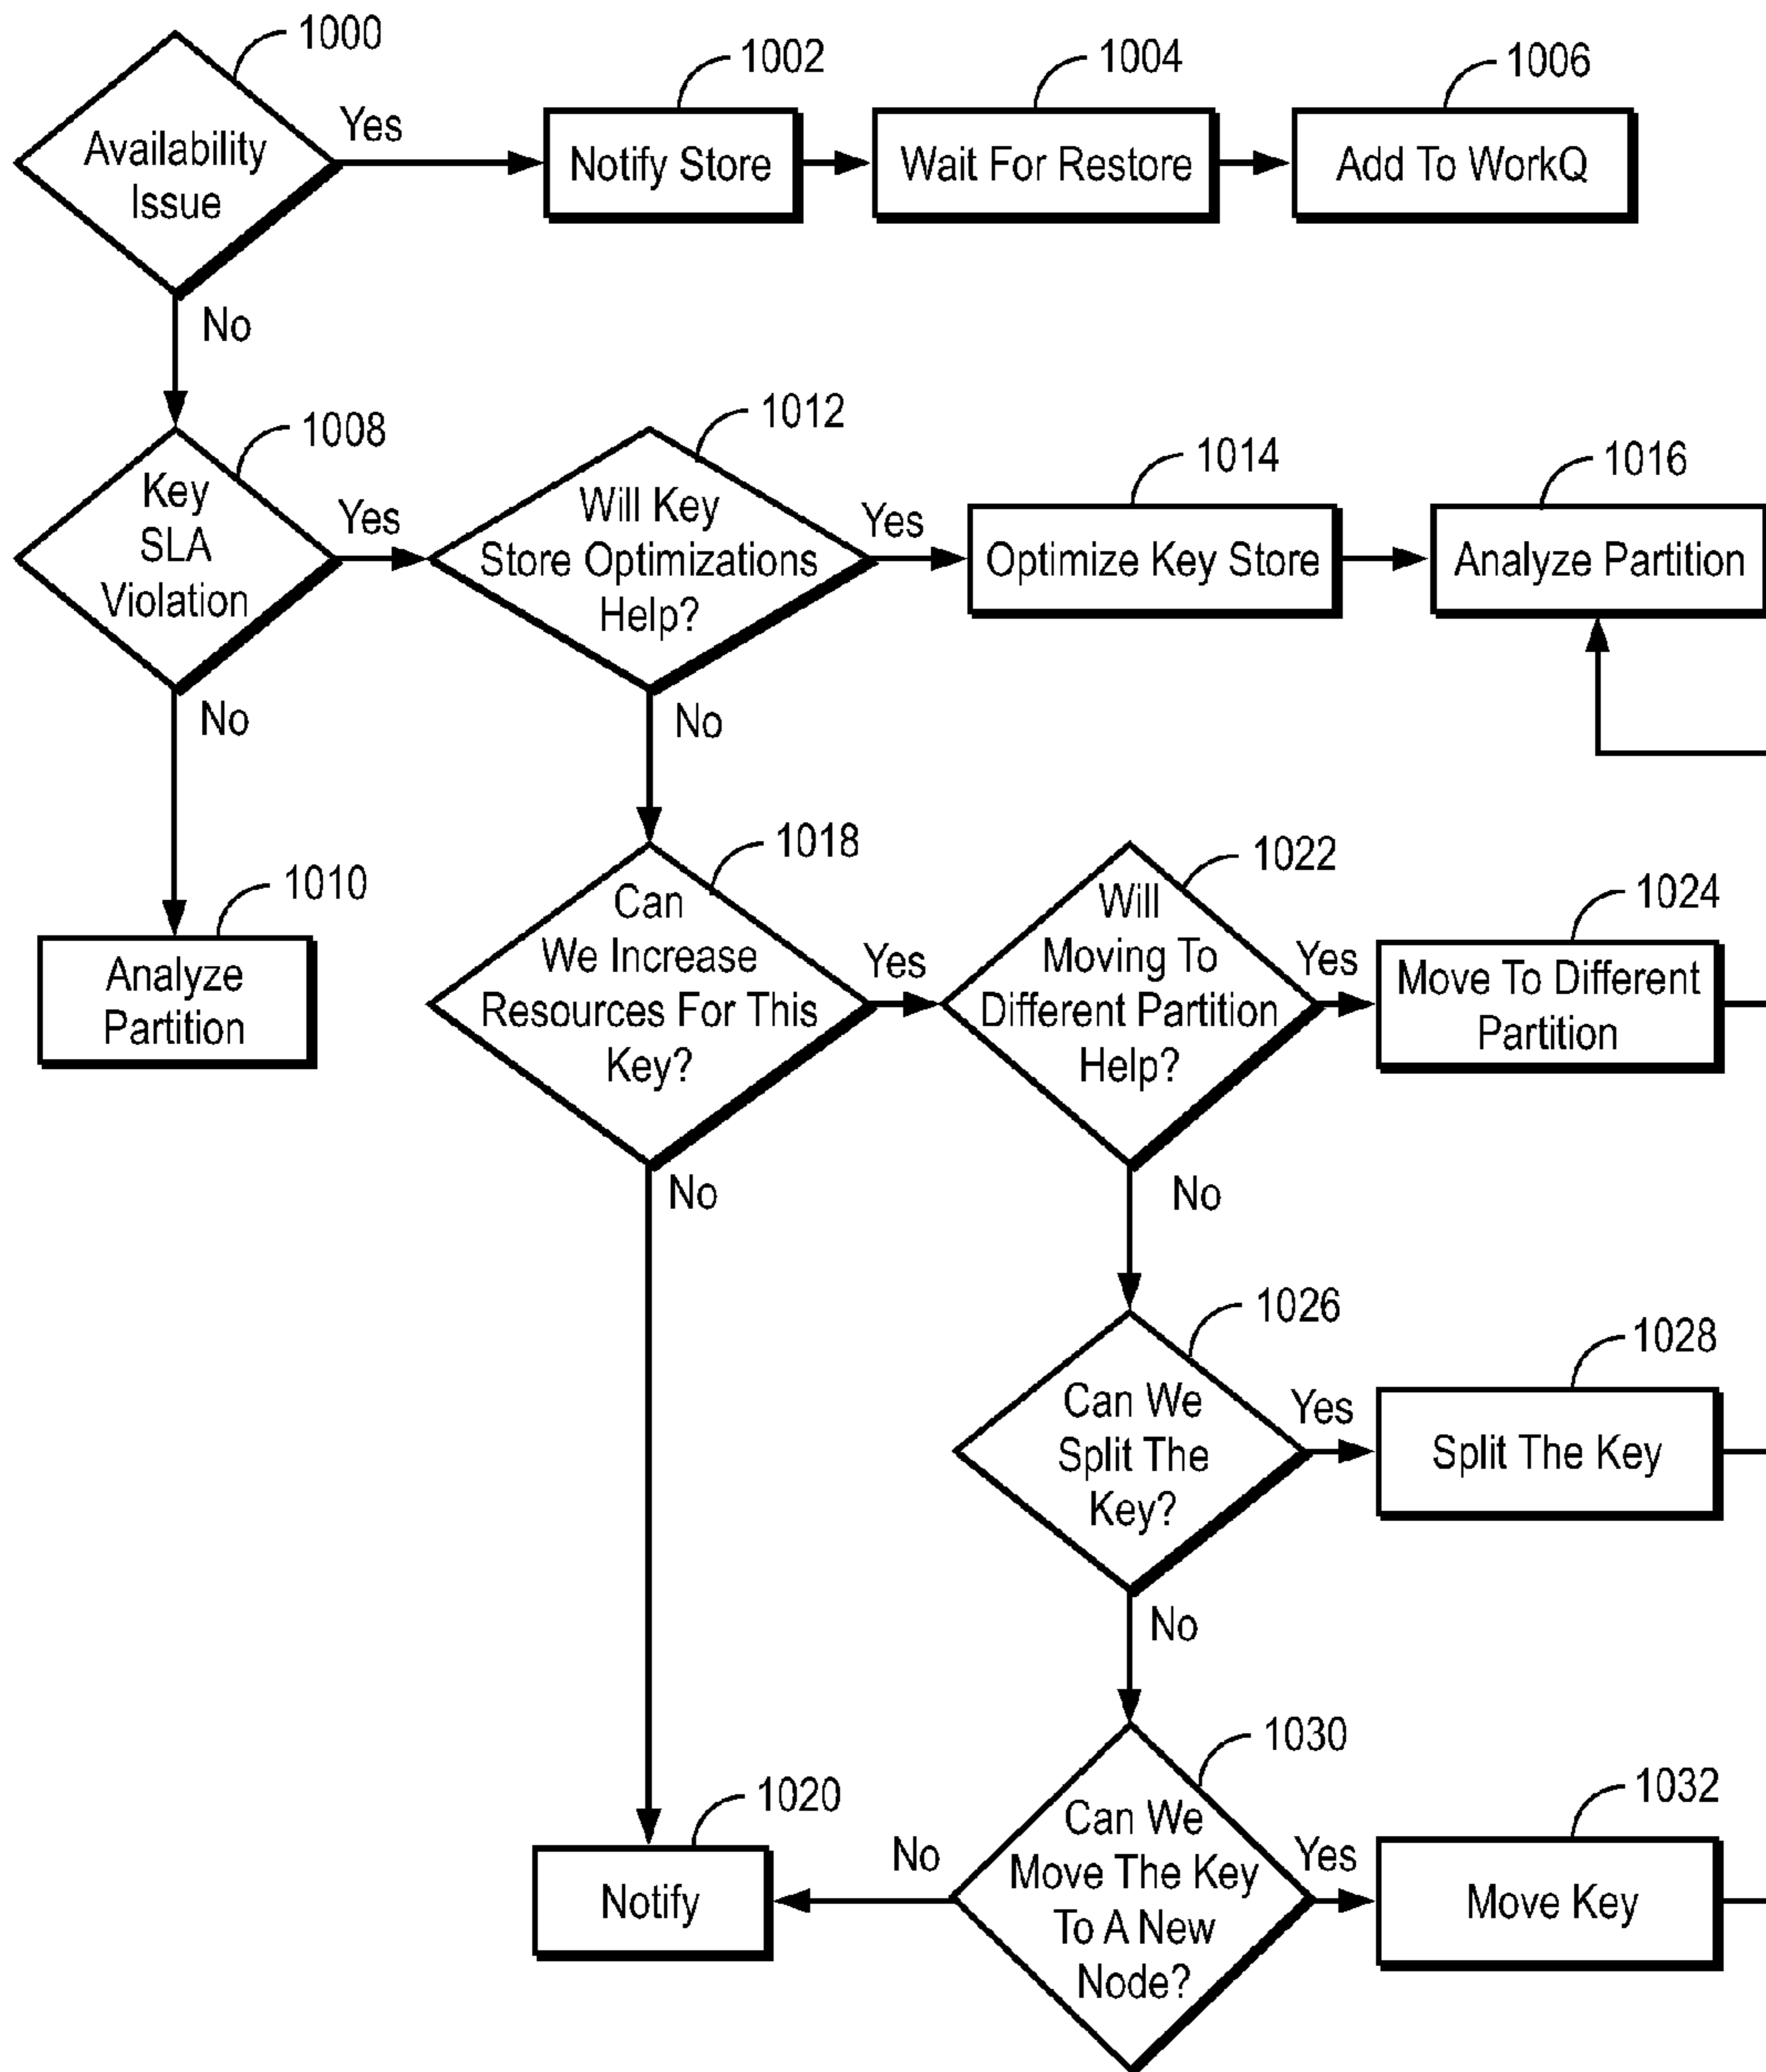 1000
Availability
Issue
Yes
1002
Notify Store
1004
Wait For Restore
1006
Add To WorkQ
No
1008
Key
SLA
Violation
Yes
1012
Will Key
Store Optimizations
Help?
Yes
1014
Optimize Key Store
1016
Analyze Partition
No
No
1010
Analyze
Partition
1018
Can
We Increase
Resources For This
Key?
Yes
1022
Will
Moving To
Different Partition
Help?
Yes
1024
Move To Different
Partition
No
No
1026
Can We
Split The
Key?
Yes
1028
Split The Key
No
1020
Notify
No
1030
Can We
Move The Key
To A New
Node?
Yes
1032
Move Key